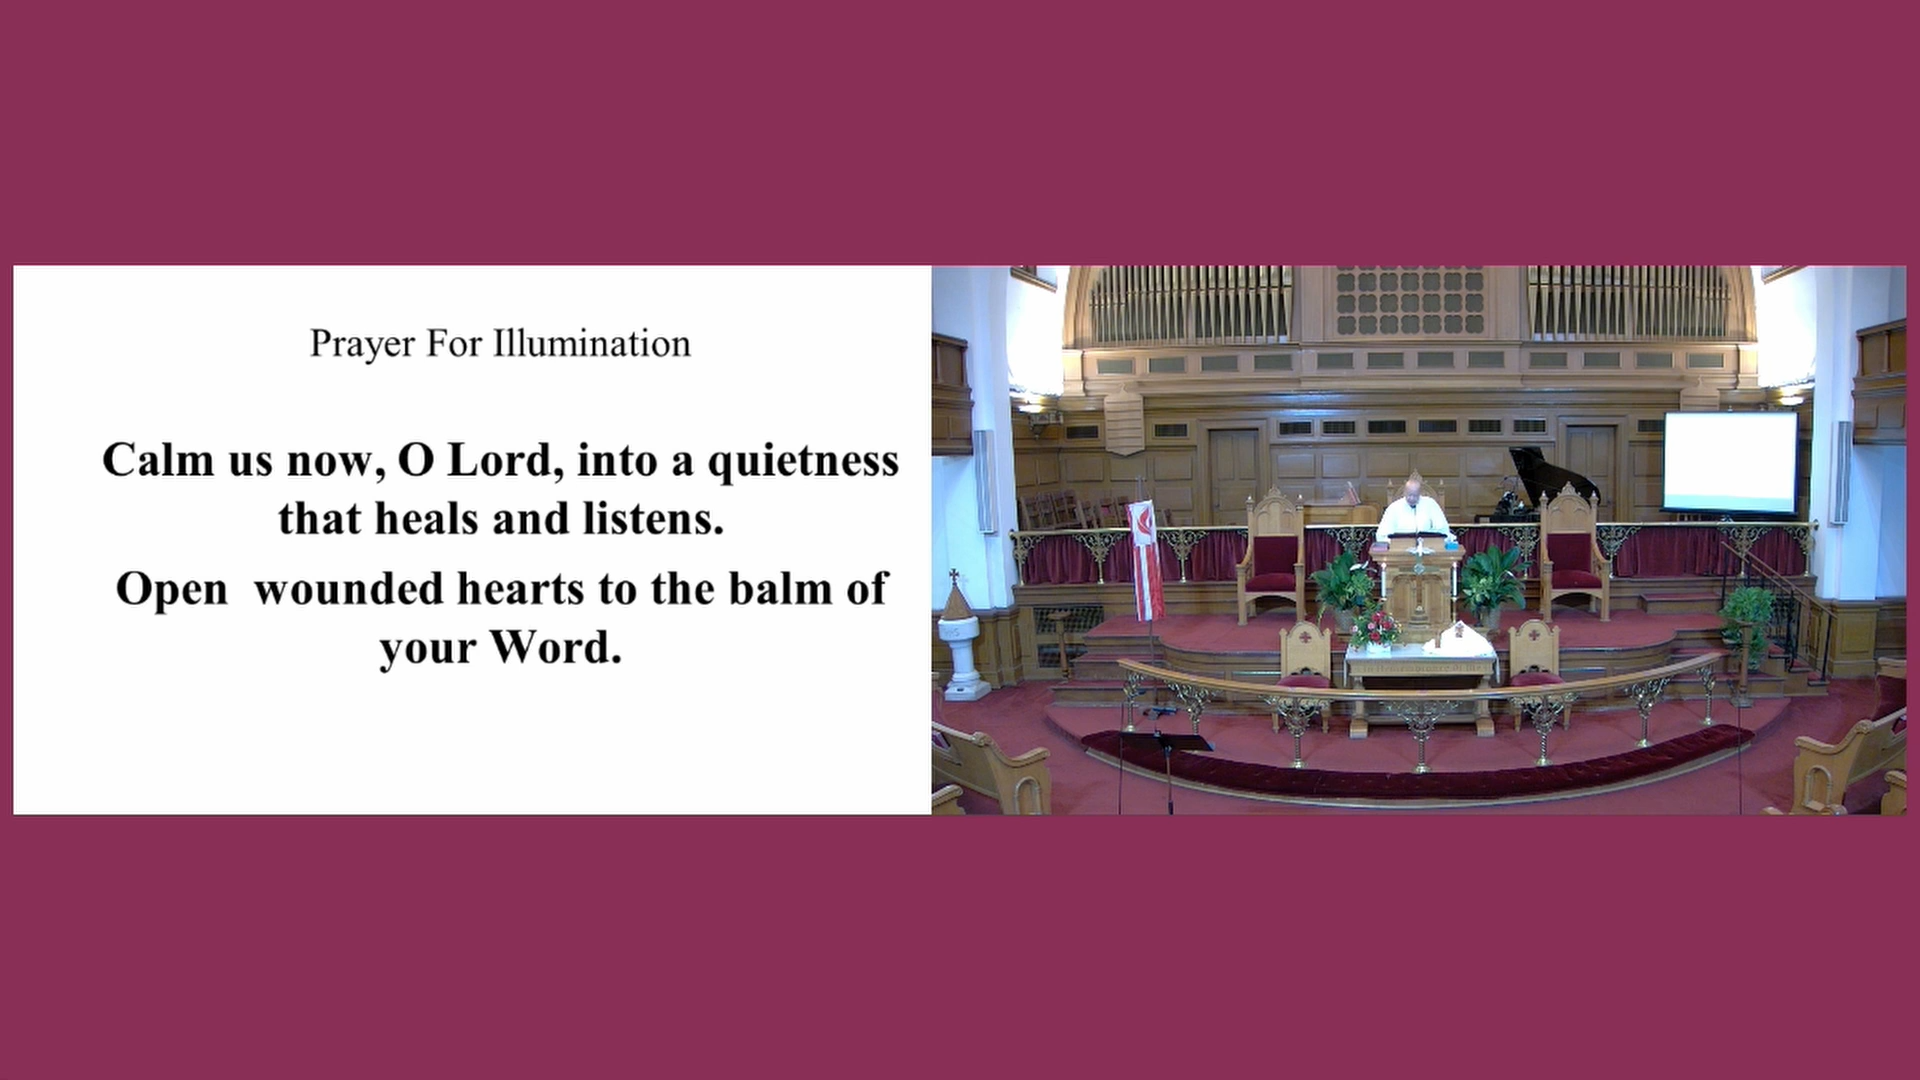 Prayer For Illumination
Calm us now, O Lord, into a quietness
that heals and listens.
Open  wounded hearts to the balm of
your Word.